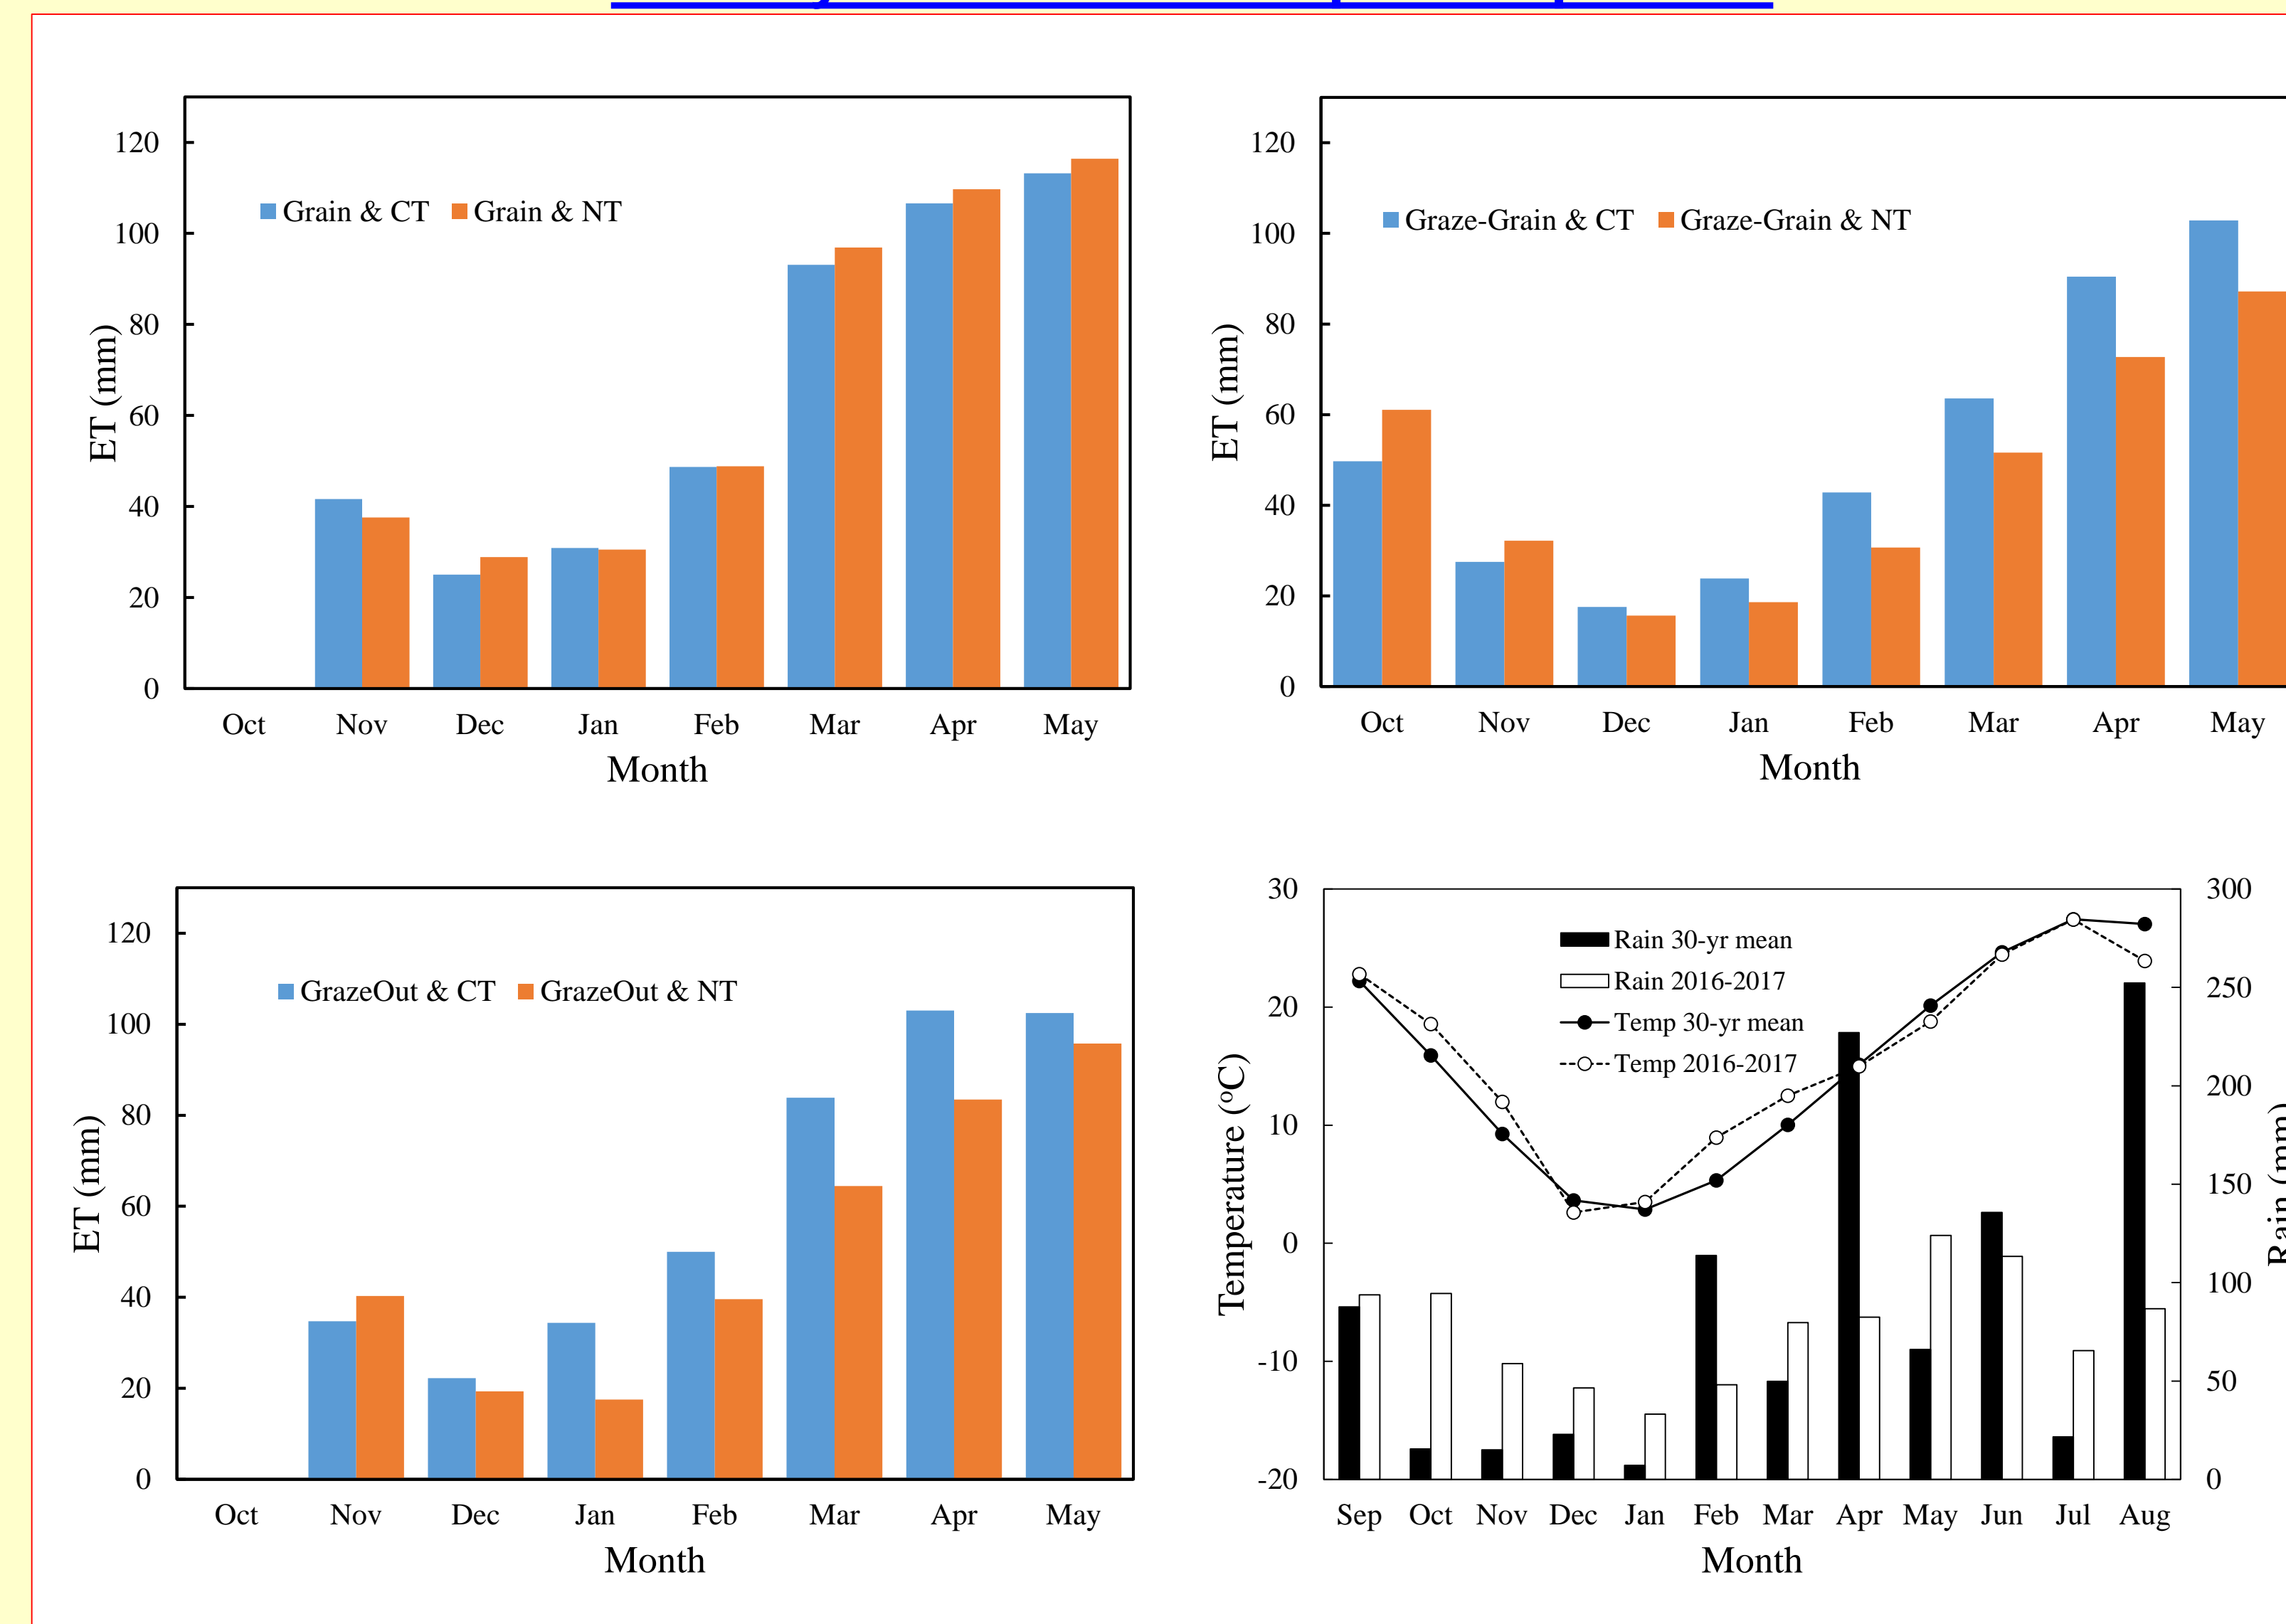 120
100
80
60
40
20
0
ET (mm)
Grain & CT Grain & NT
Oct Nov Dec Jan Feb Mar Apr May
Month
120
100
80
60
40
20
0
ET (mm)
Graze-Grain & CT Graze-Grain & NT
Oct Nov Dec Jan Feb Mar Apr May
Month
120
100
80
60
40
20
0
ET (mm)
GrazeOut & CT GrazeOut & NT
Oct Nov Dec Jan Feb Mar Apr May
Month
30
20
10
0
-10
-20
Temperature (ºC)
Rain 30-yr mean
Rain 2016-2017
Temp 30-yr mean
Temp 2016-2017
300
250
200
150
100
50
0
Rain (mm)
Sep Oct Nov Dec Jan Feb Mar Apr May Jun Jul Aug
Month